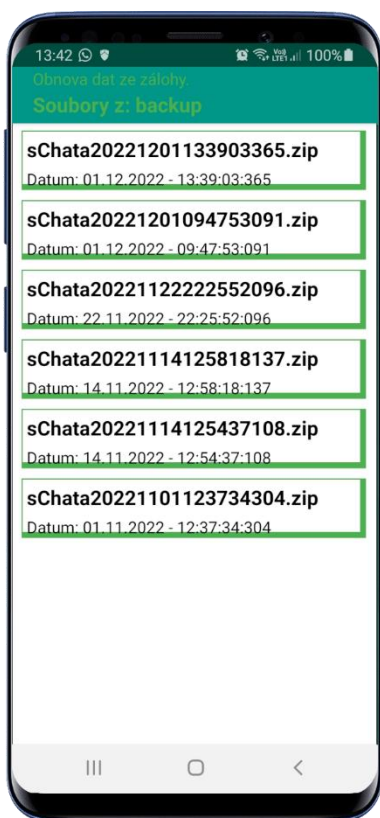 13:42 100%
Obnova dat ze zálohy.
Soubory z: backup
sChata20221201133903365.zip
Datum: 01.12.2022 - 13:39:03:365
sChata20221201094753091.zip
Datum: 01.12.2022 - 09:47:53:091
sChata20221122222552096.zip
Datum: 22.11.2022 - 22:25:52:096
sChata20221114125818137.zip
Datum: 14.11.2022 - 12:58:18:137
sChata20221114125437108.zip
Datum: 14.11.2022 - 12:54:37:108
sChata20221101123734304.zip
Datum: 01.11.2022 - 12:37:34:304